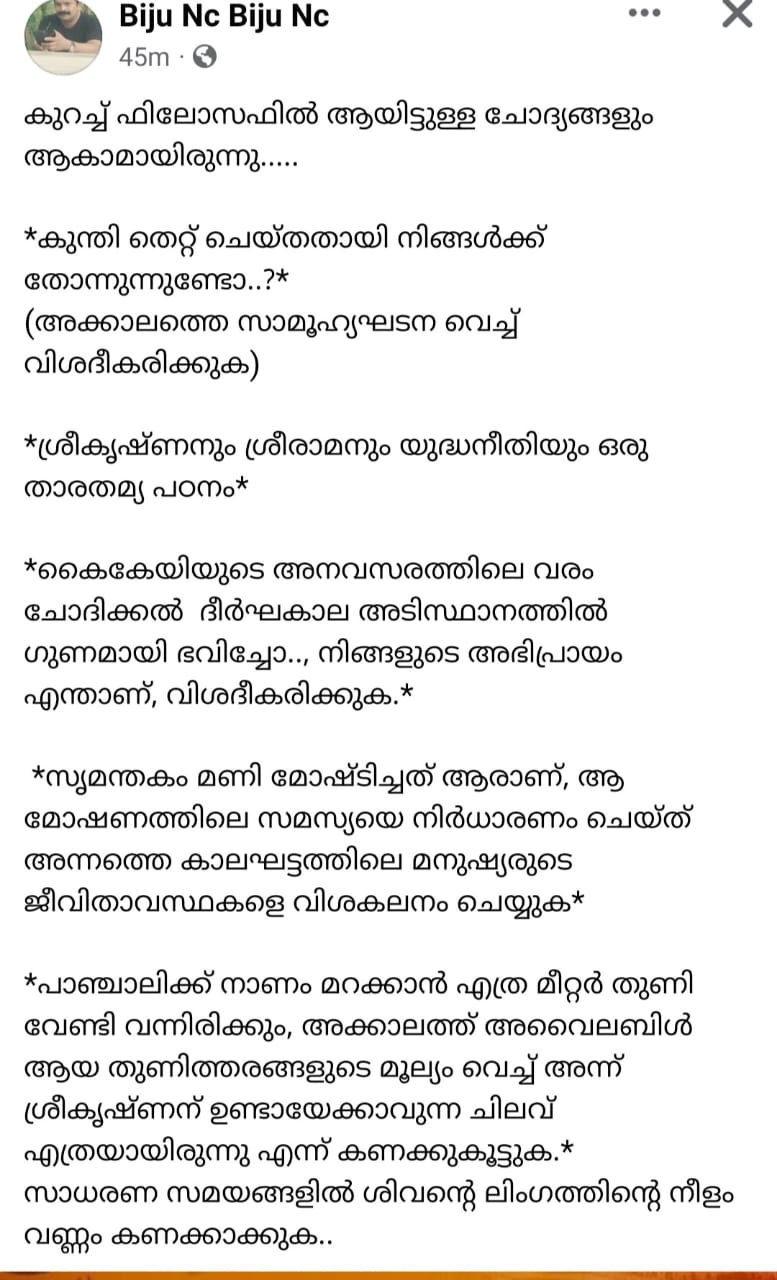 Biju Nc Biju Nc
45m
കുറച്ച് ഫിലോസഫിൽ ആയിട്ടുള്ള ചോദ്യങ്ങളും
ആകാമായിരുന്നു.....
*കുന്തി തെറ്റ് ചെയ്തതായി നിങ്ങൾക്ക്
തോന്നുന്നുണ്ടോ..?*
(അക്കാലത്തെ സാമൂഹ്യഘടന വെച്ച്
വിശദീകരിക്കുക)
*ശ്രീകൃഷ്ണനും ശ്രീരാമനും യുദ്ധനീതിയും ഒരു
താരതമ്യ പഠനം*
*കൈകേയിയുടെ അനവസരത്തിലെ വരം
ചോദിക്കൽ  ദീർഘകാല അടിസ്ഥാനത്തിൽ
ഗുണമായി ഭവിച്ചോ.., നിങ്ങളുടെ അഭിപ്രായം
എന്താണ്, വിശദീകരിക്കുക.*
*സൃമന്തകം മണി മോഷ്ടിച്ചത് ആരാണ്, ആ
മോഷണത്തിലെ സമസ്യയെ നിർധാരണം ചെയ്ത്
അന്നത്തെ കാലഘട്ടത്തിലെ മനുഷ്യരുടെ
ജീവിതാവസ്ഥകളെ വിശകലനം ചെയ്യുക*
*പാഞ്ചാലിക്ക് നാണം മറക്കാൻ എത്ര മീറ്റർ തുണി
വേണ്ടി വന്നിരിക്കും, അക്കാലത്ത് അവൈലബിൾ
ആയ തുണിത്തരങ്ങളുടെ മൂല്യം വെച്ച് അന്ന്
ശ്രീകൃഷ്ണന് ഉണ്ടായേക്കാവുന്ന ചിലവ്
എത്രയായിരുന്നു എന്ന് കണക്കുകൂട്ടുക.*
സാധരണ സമയങ്ങളിൽ ശിവന്റെ ലിംഗത്തിന്റെ നീളം
വണ്ണം കണക്കാക്കുക..